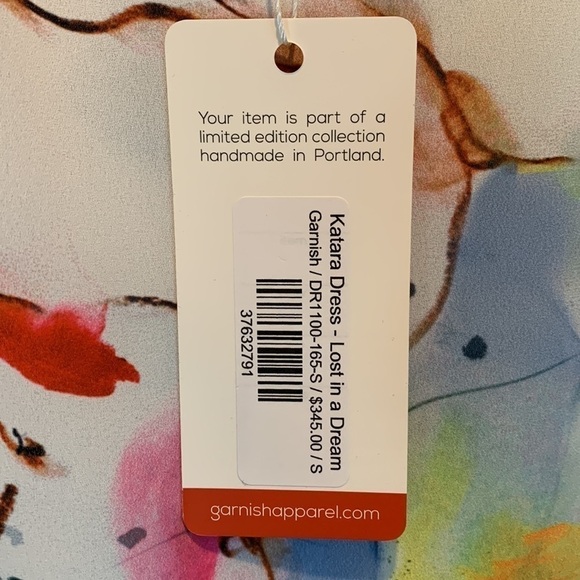 Your item is part of a
limited edition collection
handmade in Portland.
Katara Dress - Lost in a Dream
Garnish / DR1100-165-S / $345.00 / S
37632791
garnishapparel.com